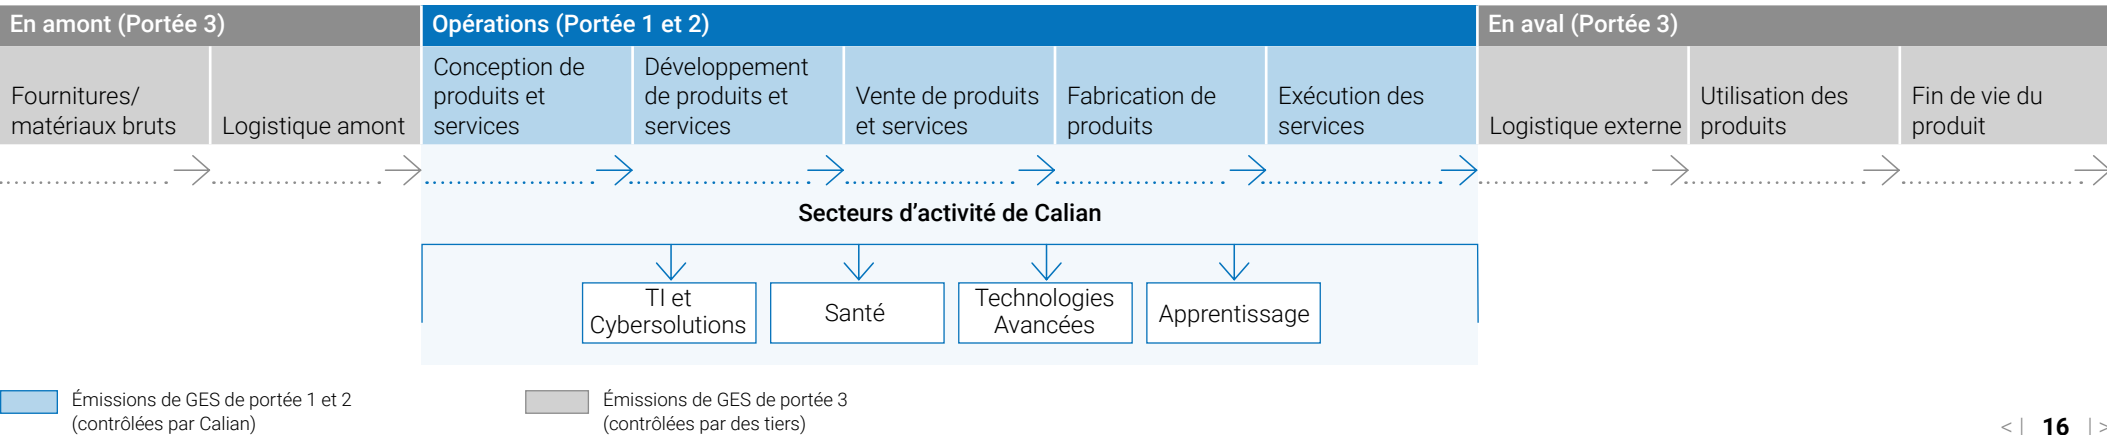 En amont (Portée 3)
Opérations (Portée 1 et 2)
En aval (Portée 3)
Fournitures/
matériaux bruts
Logistique amont
Conception de
produits et
services
Développement
de produits et
services
Vente de produits
et services
Fabrication de
produits
Exécution des
services
Logistique externe
Utilisation des
produits
Fin de vie du
produit
Secteurs d’activité de Calian
TI et
Cybersolutions
Santé
Technologies
Avancées
Apprentissage
Émissions de GES de portée 1 et 2
(contrôlées par Calian)
Émissions de GES de portée 3
(contrôlées par des tiers)
< | 16 | >